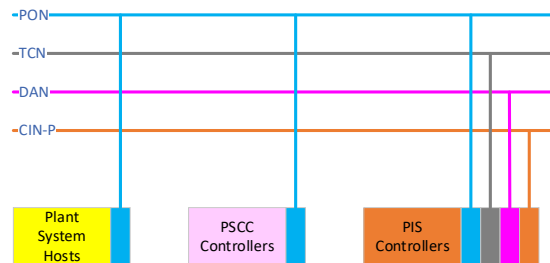 PON
TCN
DAN
CIN-P
Plant
System
Hosts
PSCC
Controllers
PIS
Controllers